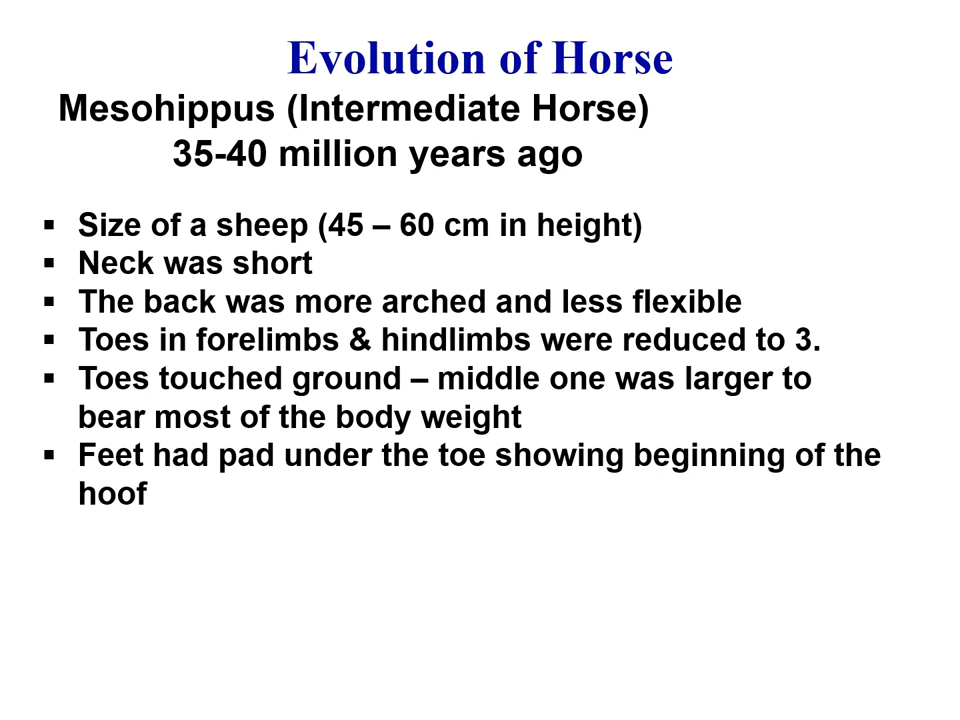 Evolution of Horse
Mesohippus (Intermediate Horse)
35-40 million years ago
▪ Size of a sheep (45 – 60 cm in height)
▪ Neck was short
▪ The back was more arched and less flexible
▪ Toes in forelimbs & hindlimbs were reduced to 3.
▪ Toes touched ground – middle one was larger to
bear most of the body weight
▪ Feet had pad under the toe showing beginning of the
hoof